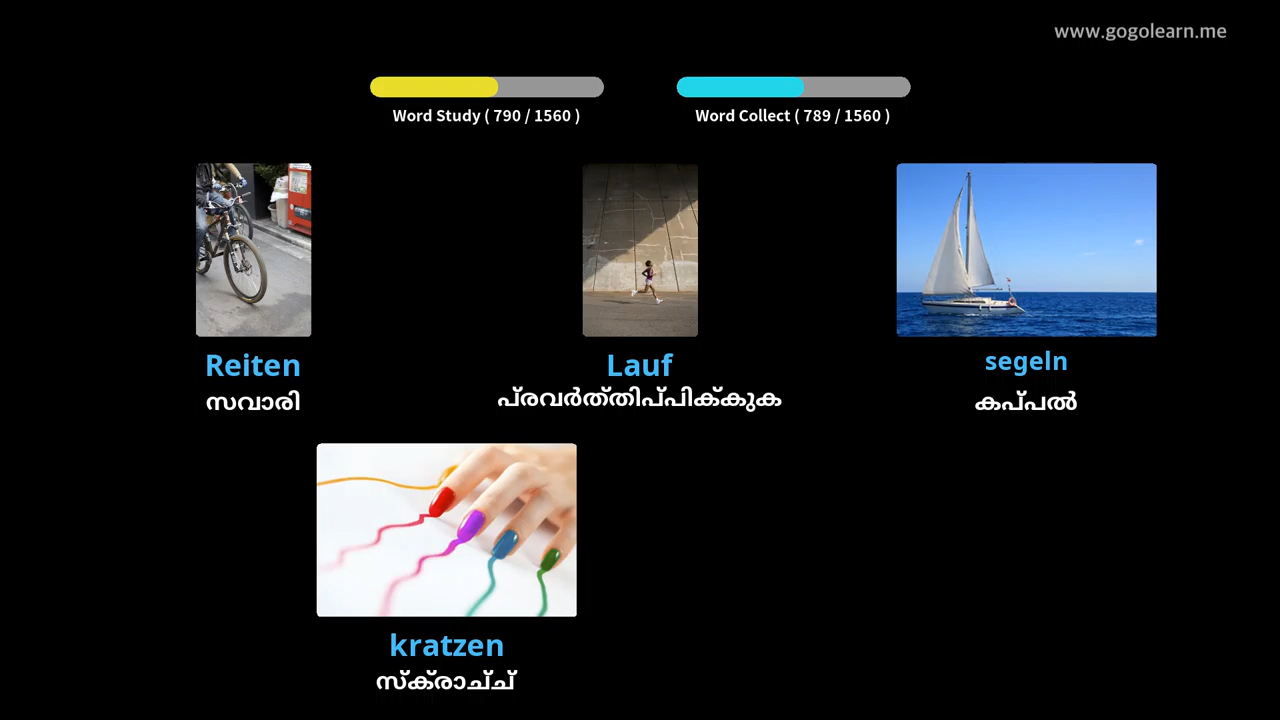 www.gogolearn.me
Word Study ( 790 / 1560 )
Word Collect ( 789 / 1560 )
Reiten
Lauf
segeln
സവാരി
പ്രവർത്തിപ്പിക്കുക
കപ്പൽ
kratzen
സ്ക്രാച്ച്